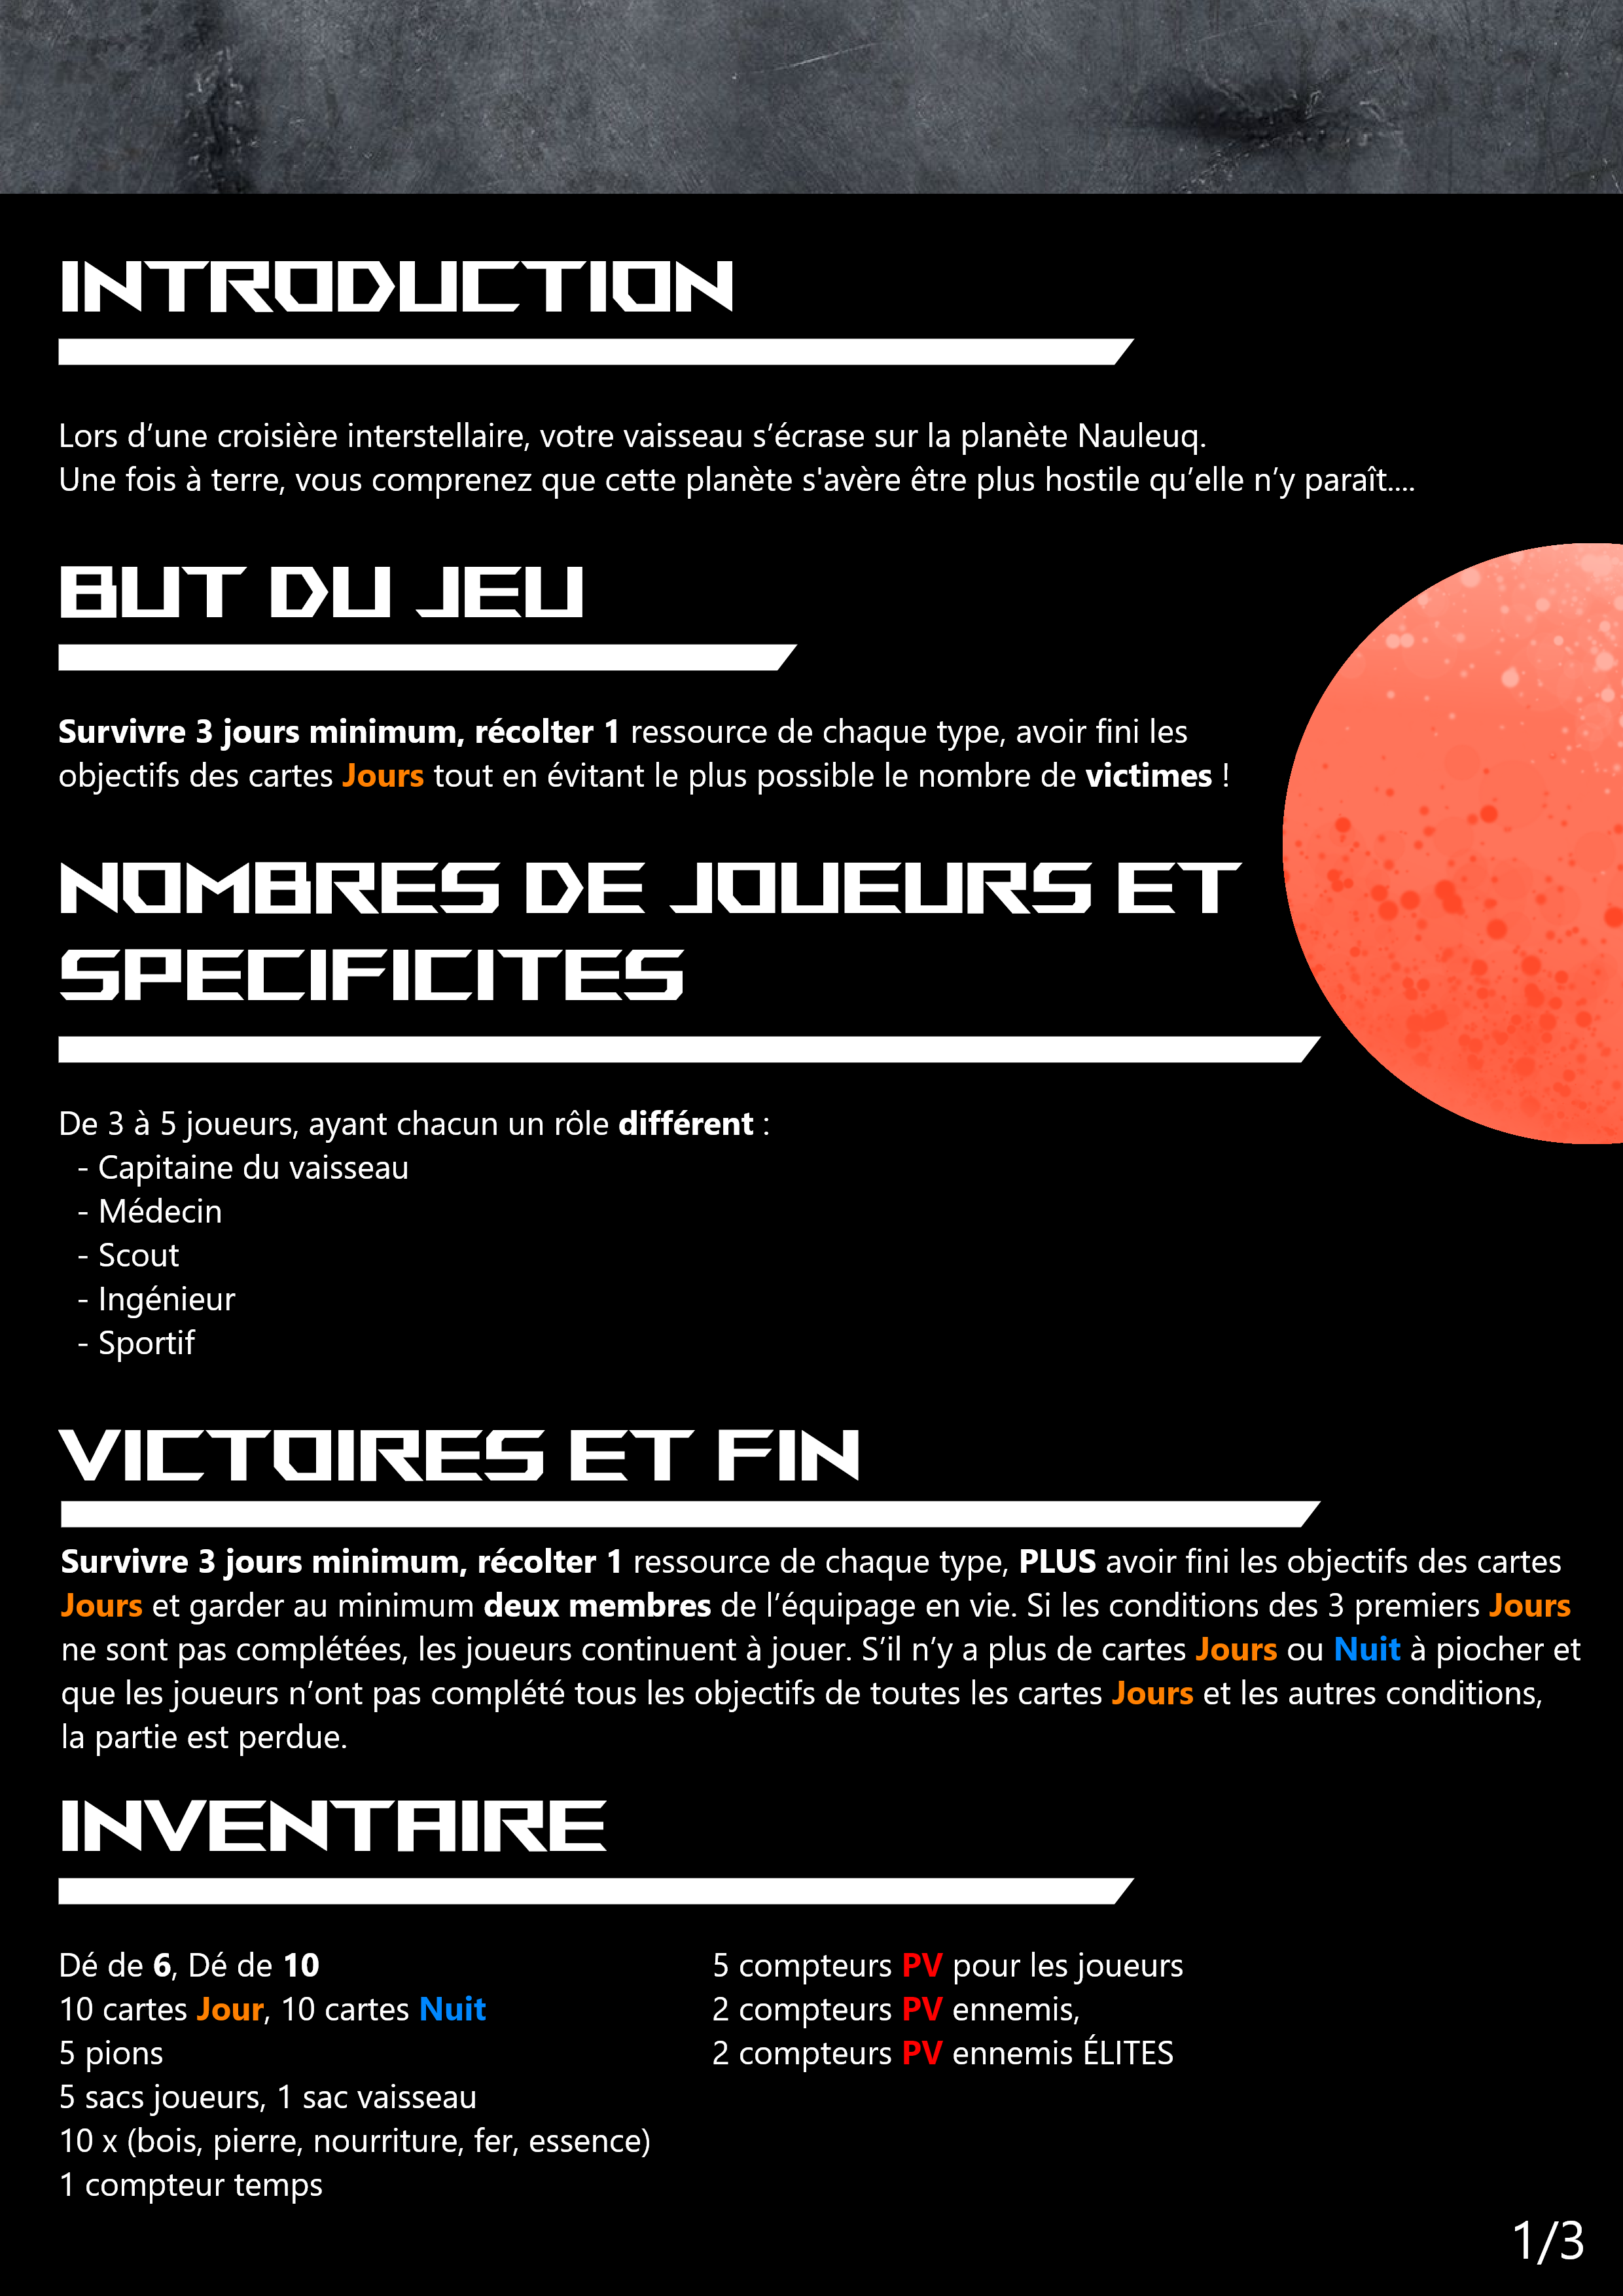 INTRODUCTION
Lors d’une croisière interstellaire, votre vaisseau s’écrase sur la planète Nauleuq.
Une fois à terre, vous comprenez que cette planète s'avère être plus hostile qu’elle n’y paraît....
BUT DU JEU
Survivre 3 jours minimum, récolter 1 ressource de chaque type, avoir fini les
objectifs des cartes Jours tout en évitant le plus possible le nombre de victimes !
NOMBRES DE JOUEURS ET
SPECIFICITES
De 3 à 5 joueurs, ayant chacun un rôle différent :
- Capitaine du vaisseau
- Médecin
- Scout
- Ingénieur
- Sportif
VICTOIRES ET FIN
Survivre 3 jours minimum, récolter 1 ressource de chaque type, PLUS avoir fini les objectifs des cartes
Jours et garder au minimum deux membres de l’équipage en vie. Si les conditions des 3 premiers Jours
ne sont pas complétées, les joueurs continuent à jouer. S’il n’y a plus de cartes Jours ou Nuit à piocher et
que les joueurs n’ont pas complété tous les objectifs de toutes les cartes Jours et les autres conditions,
la partie est perdue.
INVENTAIRE
Dé de 6, Dé de 10
10 cartes Jour, 10 cartes Nuit
5 pions
5 sacs joueurs, 1 sac vaisseau
10 x (bois, pierre, nourriture, fer, essence)
1 compteur temps
5 compteurs PV pour les joueurs
2 compteurs PV ennemis,
2 compteurs PV ennemis ÉLITES
1/3